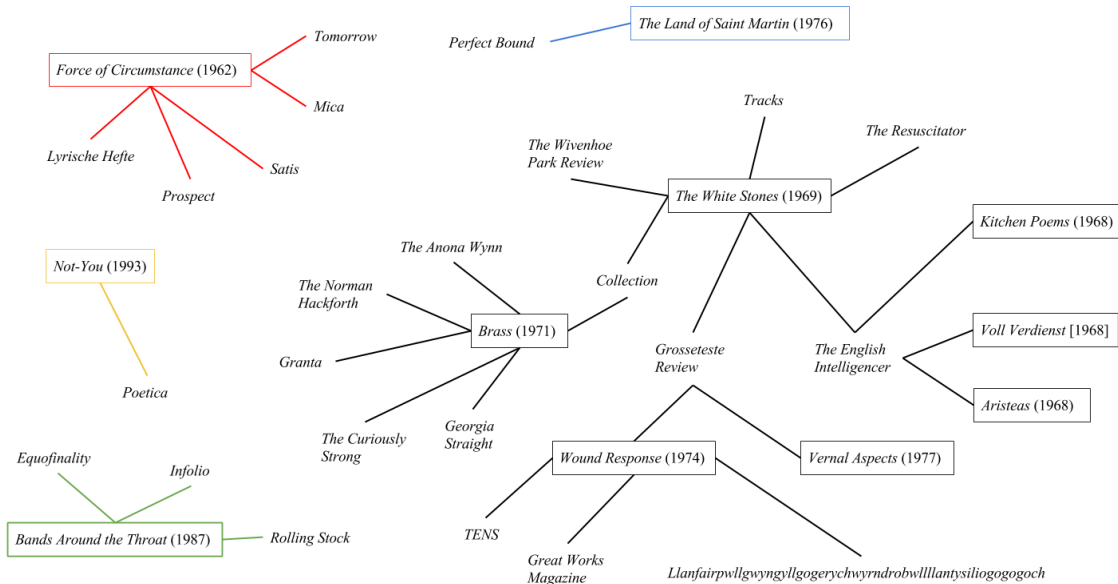 Tomorrow
The Land of Saint Martin (1976)
Perfect Bound
Force of Circumstance (1962)
Tracks
Mica
The Resuscitator
The Wivenhoe
Park Review
Lyrische Hefte
Satis
Prospect
The White Stones (1969)
Kitchen Poems (1968)
The Anona Wynn
Not-You (1993)
Collection
The Norman
Hackforth
Brass (1971)
Voll Verdienst [1968]
Granta
Grosseteste
Review
The English
Intelligencer
Poetica
Aristeas (1968)
The Curiously
Strong
Georgia
Straight
Equofinality
Infolio
Wound Response (1974)
Vernal Aspects (1977)
Bands Around the Throat (1987)
Rolling Stock
TENS
Great Works
Magazine
Llanfairpwllgwyngyllgogerychwyrndrobwllllantysiliogogogoch